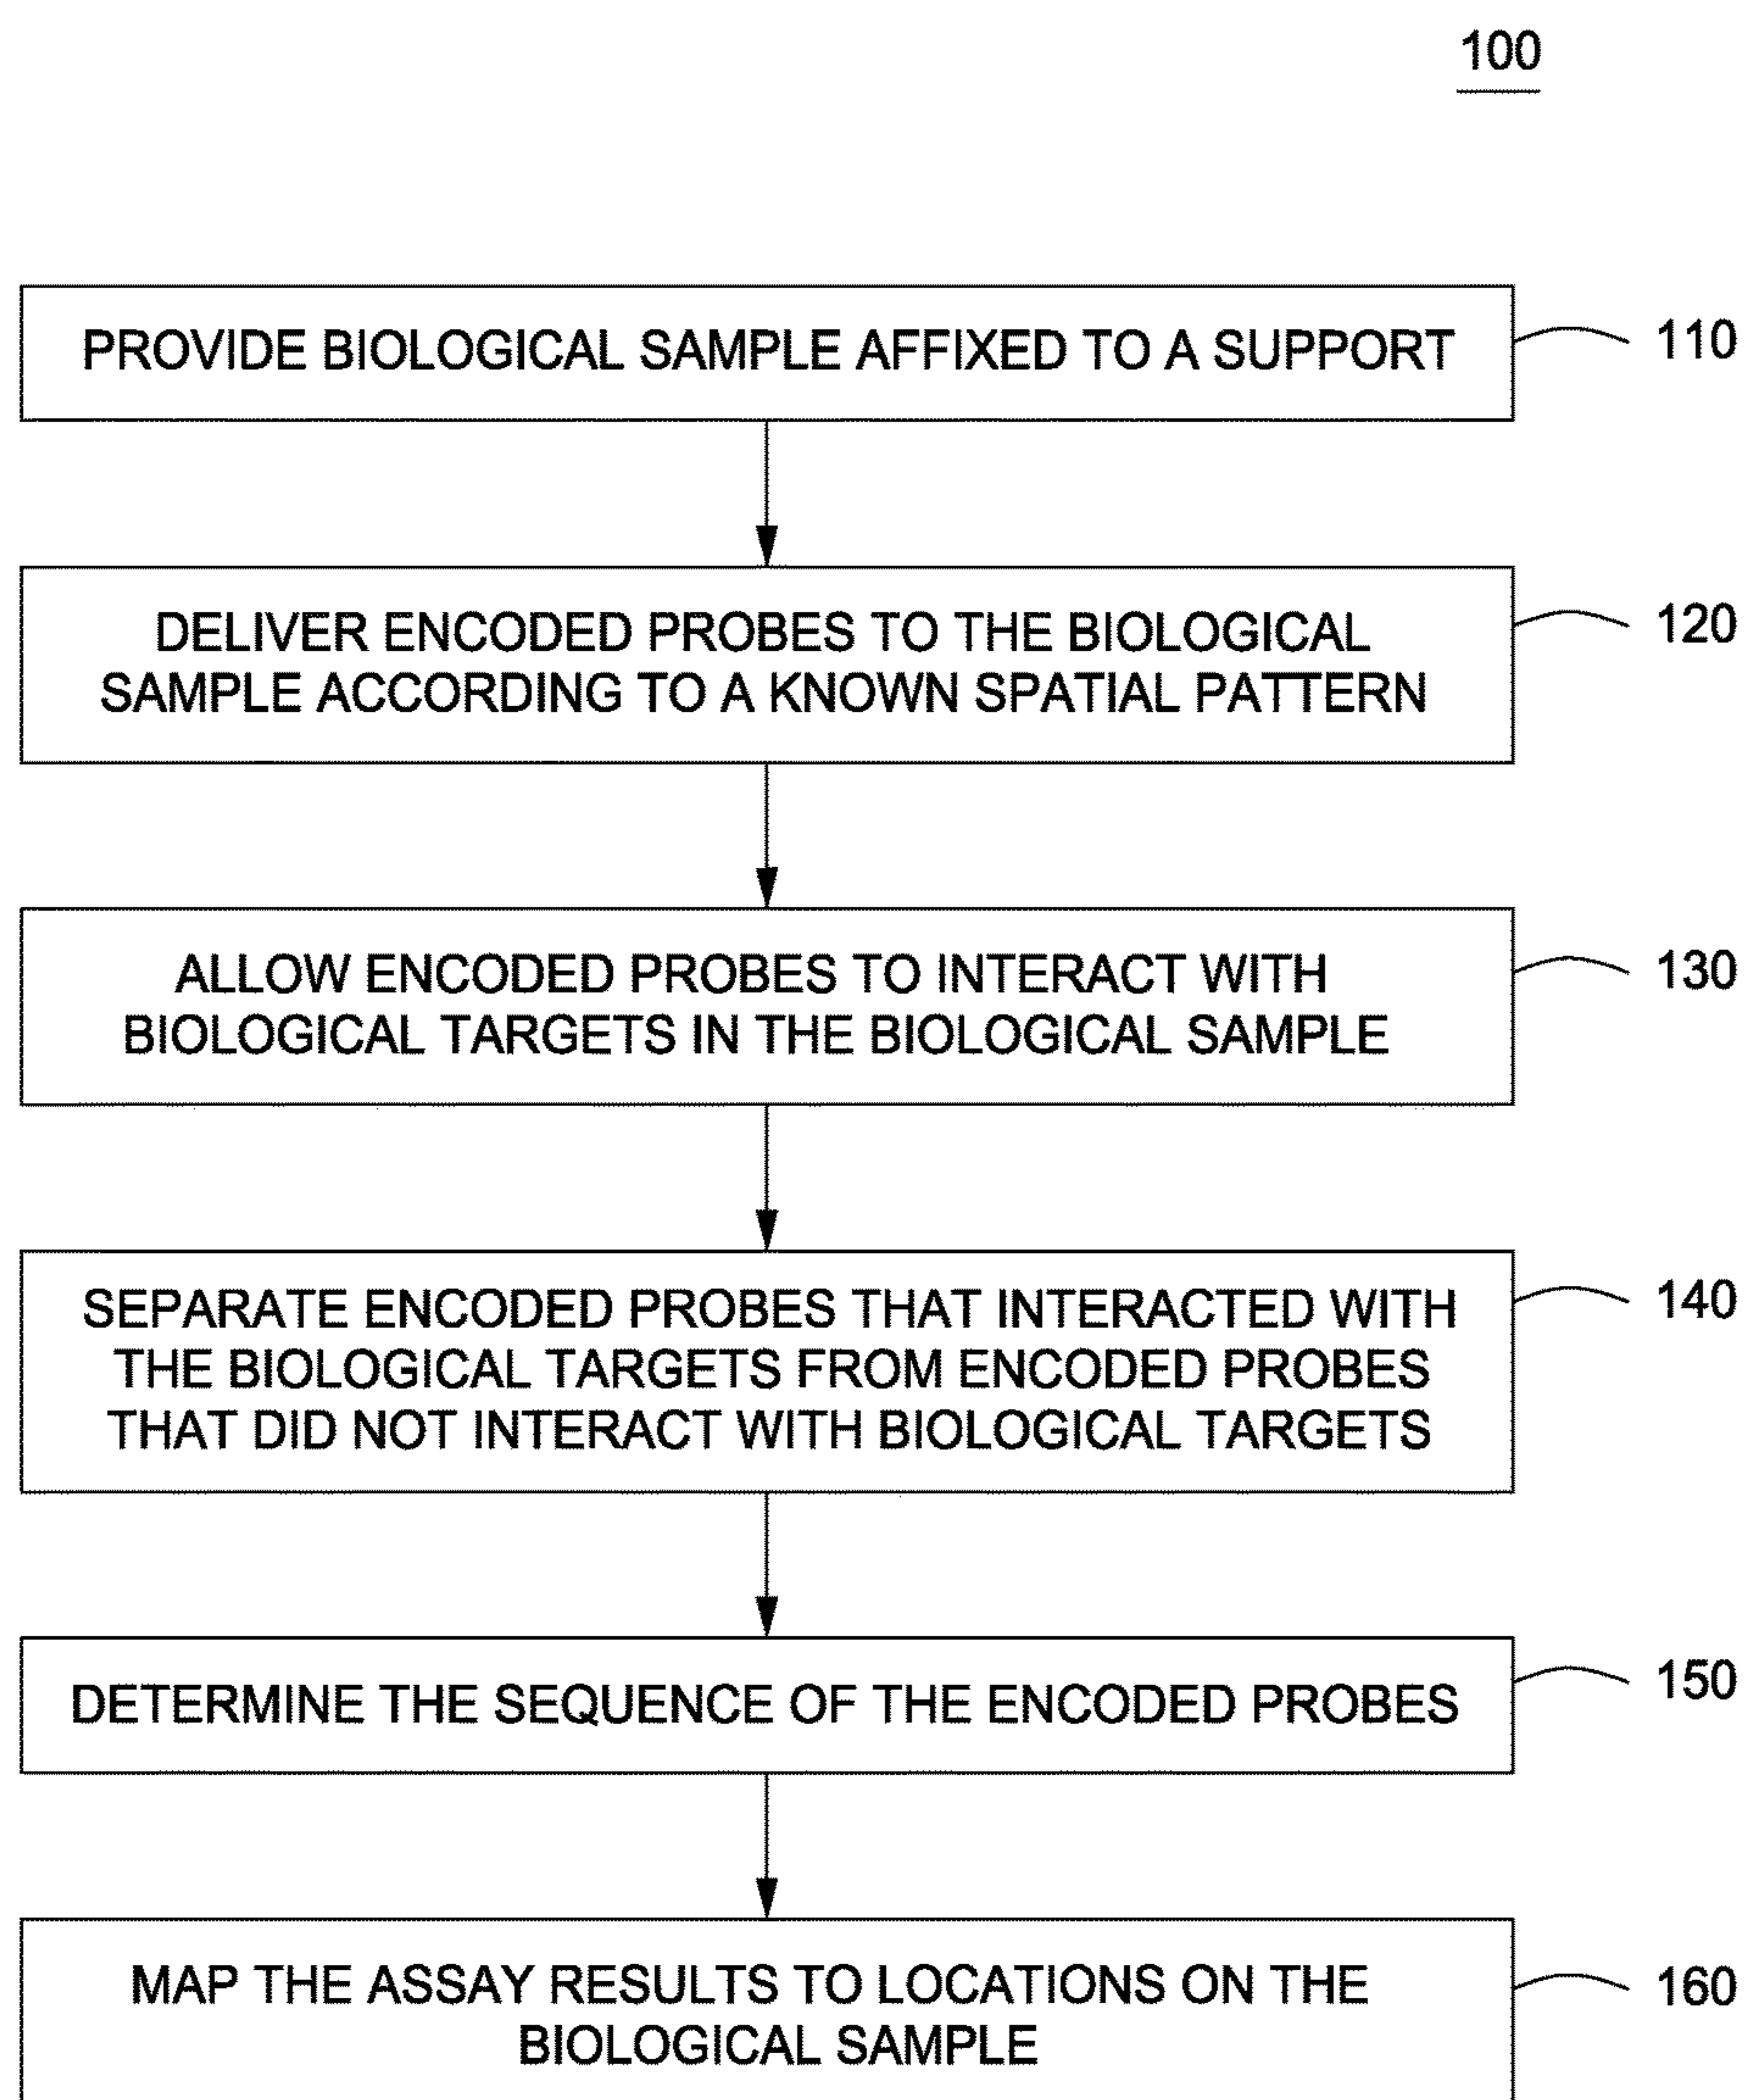 100
PROVIDE BIOLOGICAL SAMPLE AFFIXED TO A SUPPORT
110
DELIVER ENCODED PROBES TO THE BIOLOGICAL
SAMPLE ACCORDING TO A KNOWN SPATIAL PATTERN
120
ALLOW ENCODED PROBES TO INTERACT WITH
BIOLOGICAL TARGETS IN THE BIOLOGICAL SAMPLE
130
SEPARATE ENCODED PROBES THAT INTERACTED WITH
THE BIOLOGICAL TARGETS FROM ENCODED PROBES
THAT DID NOT INTERACT WITH BIOLOGICAL TARGETS
140
DETERMINE THE SEQUENCE OF THE ENCODED PROBES
150
MAP THE ASSAY RESULTS TO LOCATIONS ON THE
BIOLOGICAL SAMPLE
160